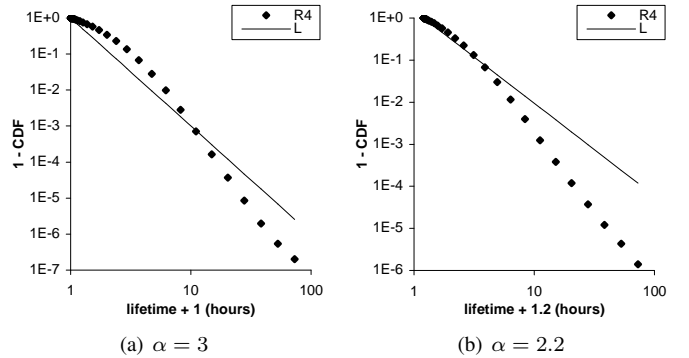 1E+0
1E-1
1E-2
1E-3
1E-4
1E-5
1E-6
1E-7
1 - CDF
1
10
100
lifetime + 1 (hours)
R4
L
(a) α = 3
1E+0
1E-1
1E-2
1E-3
1E-4
1E-5
1E-6
1 - CDF
1
10
100
lifetime + 1.2 (hours)
R4
L
(b) α = 2.2